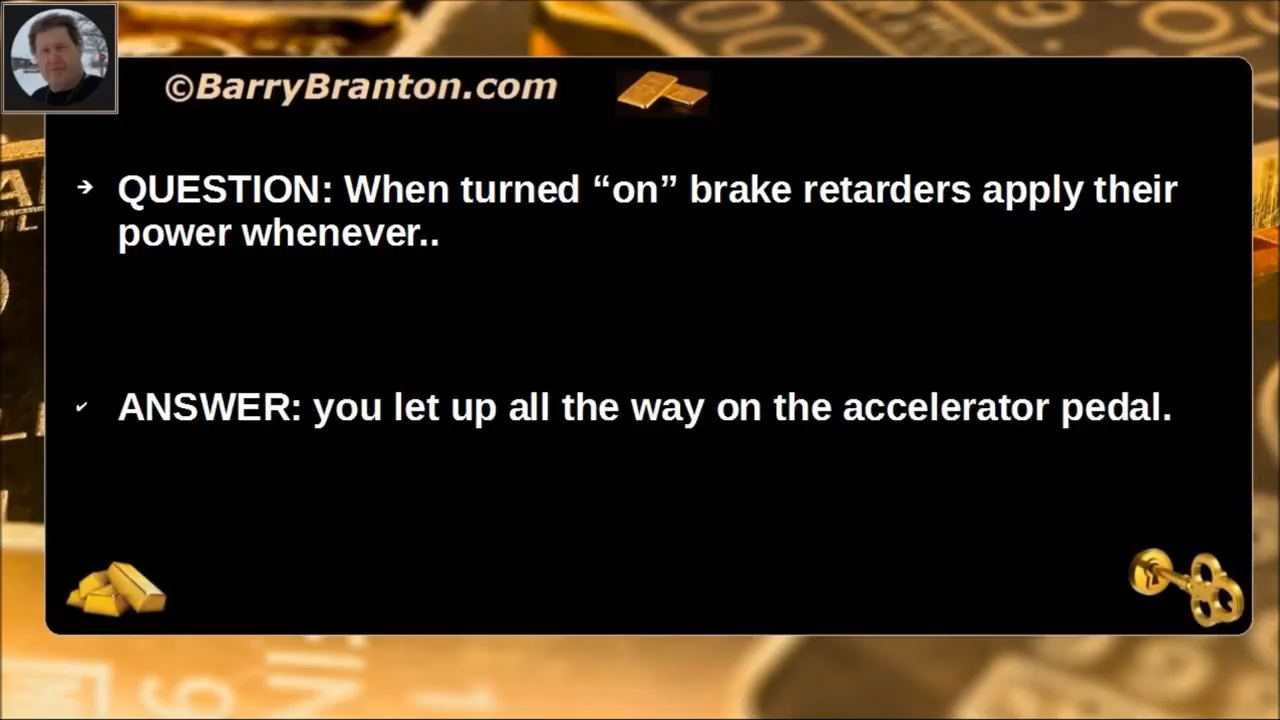 ©BarryBranton.com
QUESTION: When turned “on” brake retarders apply their
power whenever..
ANSWER: you let up all the way on the accelerator pedal.